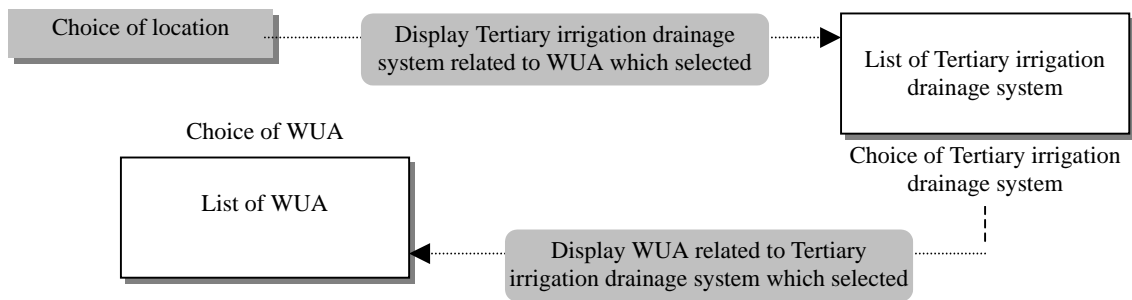 Choice of location
Display Tertiary irrigation drainage
system related to WUA which selected
List of Tertiary irrigation
drainage system
Choice of WUA
List of WUA
Choice of Tertiary irrigation
drainage system
Display WUA related to Tertiary
irrigation drainage system which selected